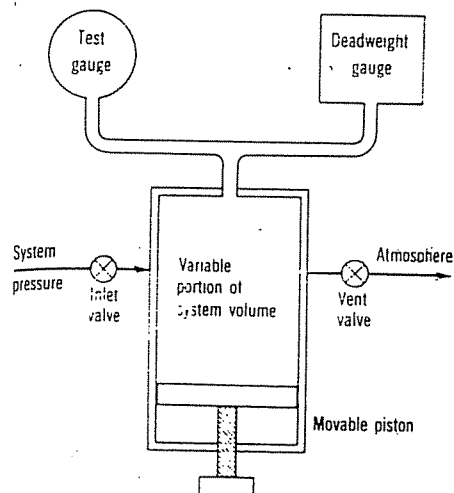 Test
gauge
Deadweight
gauge
System
pressure
Inlet
valve
Variable
portion of
system volume
Atmosphere
Vent
valve
Movable piston